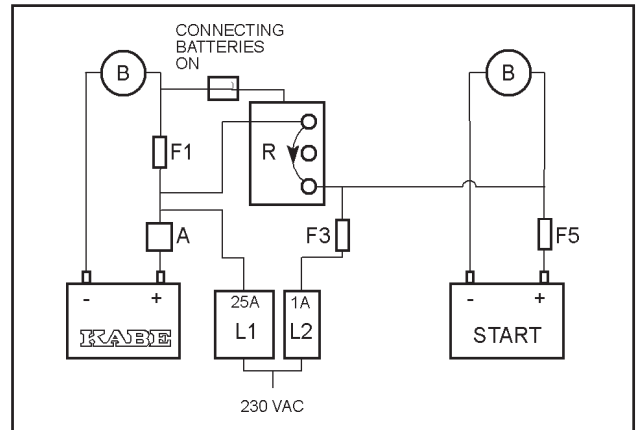 CONNECTING
BATTERIES
ON
B
B
F1
R
A
F3
F5
- +
KABE
25A
L1
1A
L2
- +
START
230 VAC